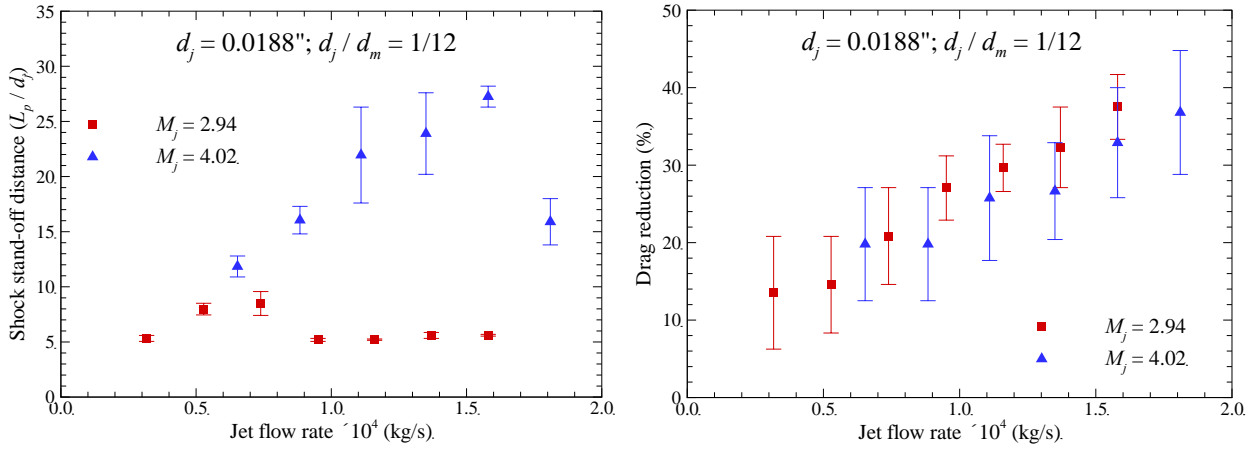 d_j = 0.0188"; d_j / d_m = 1/12
Shock stand-off distance (L_p / d_j)
35.
30.
25.
20.
15.
10.
5.
0
M_j = 2.94
M_j = 4.02.
0.0. 0.5. 1.0. 1.5. 2.0.
Jet flow rate ´10^4 (kg/s).
d_j = 0.0188"; d_j / d_m = 1/12
Drag reduction (%.)
50.
40.
30.
20.
10.
0.
M_j = 2.94
M_j = 4.02.
0.0. 0.5. 1.0. 1.5. 2.0.
Jet flow rate ´10^4 (kg/s).